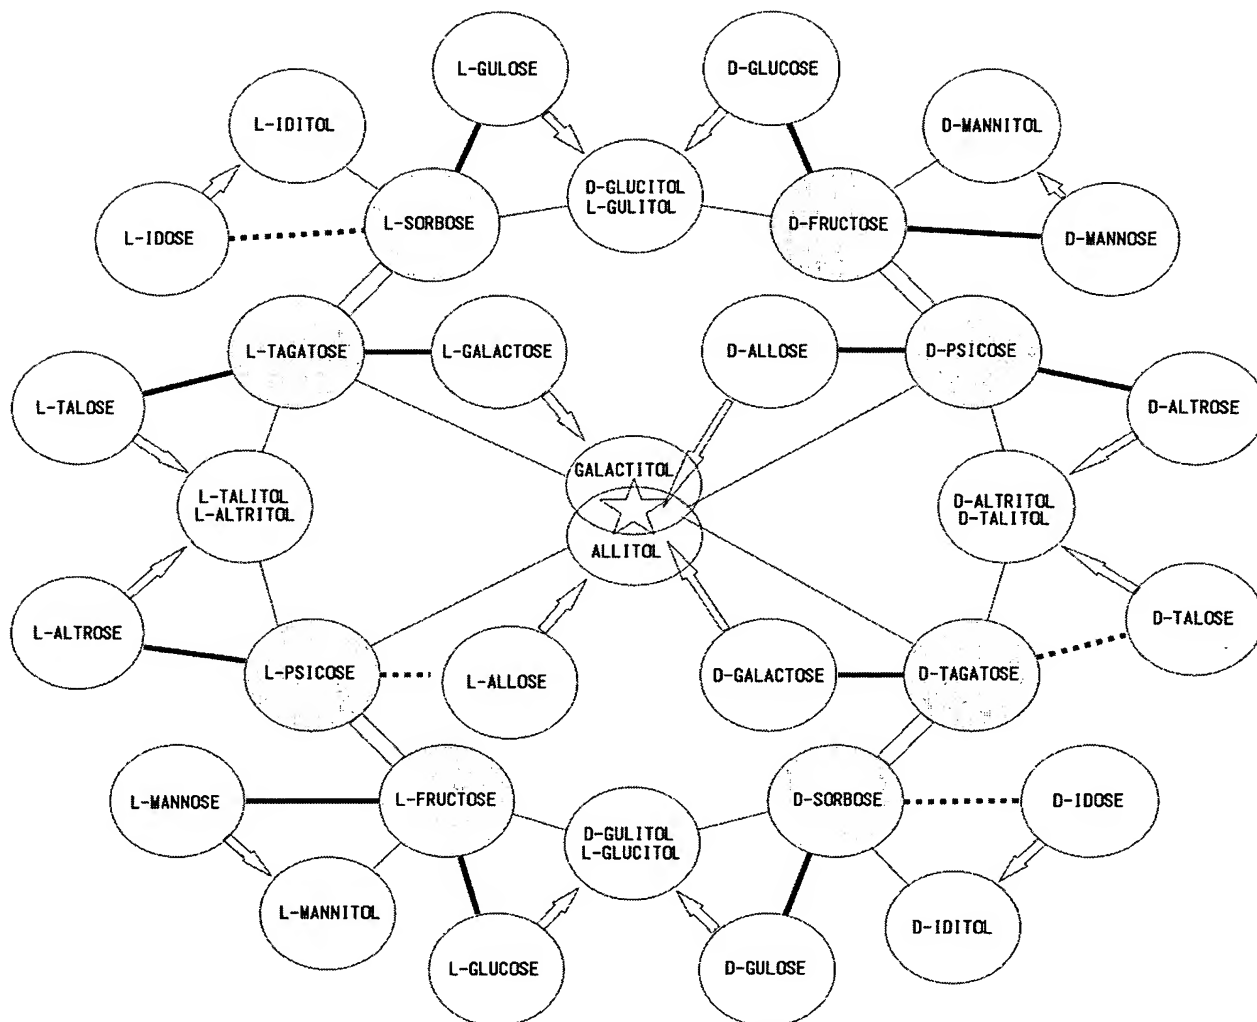 L-GULOSE
D-GLUCOSE
L-IDITOL
D-MANNITOL
D-GLUCITOL
L-GULITOL
L-SORBOSE
D-FRUCTOSE
L-IDOSE
D-MANNOSE
L-TAGATOSE
L-GALACTOSE
D-ALLOSE
D-PSICOSE
L-TALOSE
D-ALTROSE
GALACTITOL
L-TALITOL
L-ALTRITOL
D-ALTRITOL
D-TALITOL
ALLITOL
L-ALTROSE
D-TALOSE
L-PSICOSE
L-ALLOSE
D-GALACTOSE
D-TAGATOSE
L-MANNOSE
L-FRUCTOSE
D-SORBOSE
D-IDOSE
D-GULITOL
L-GLUCITOL
L-MANNITOL
D-IDITOL
L-GLUCOSE
D-GULOSE